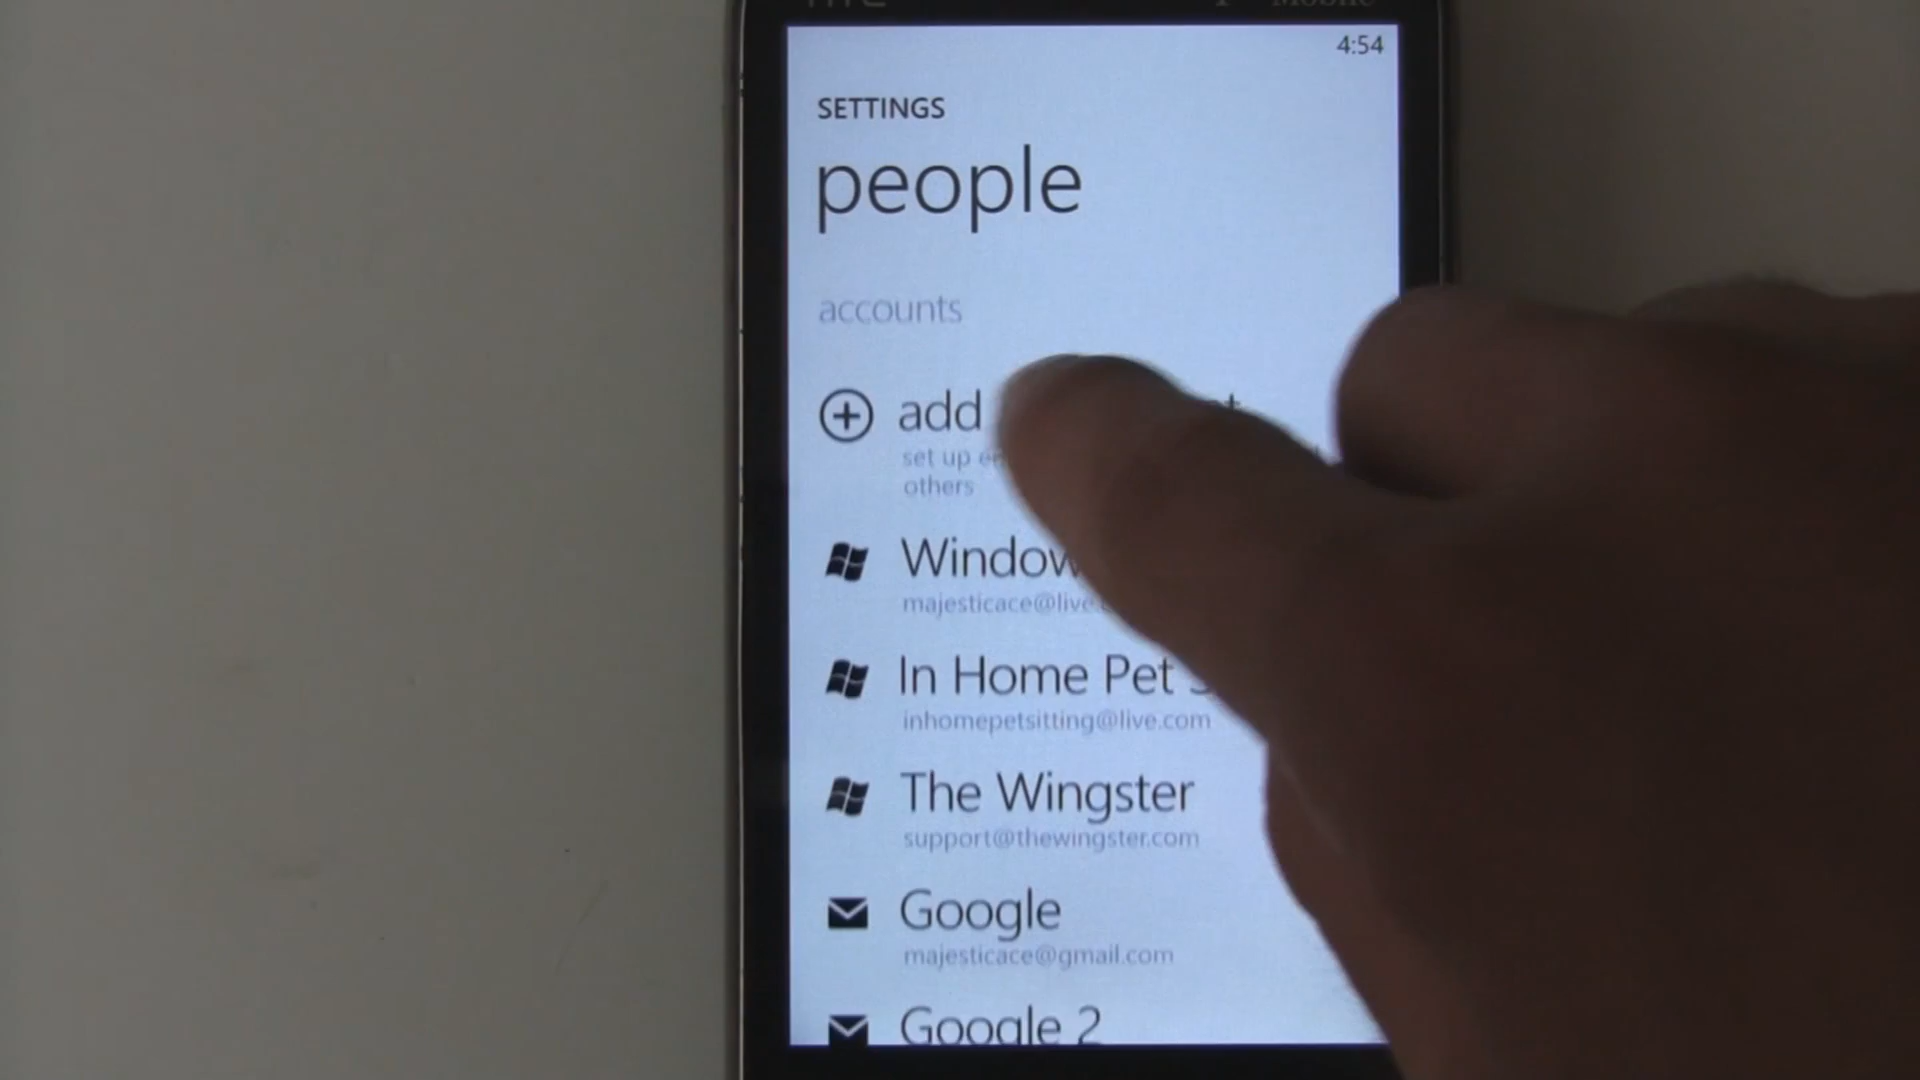 4:54
SETTINGS
people
accounts
add
set up
others
majesticace@live
In Home Pet
inhomepetsitting@live.com
The Wingster
support@thewingster.com
Google
majesticace@gmail.com
Google 2